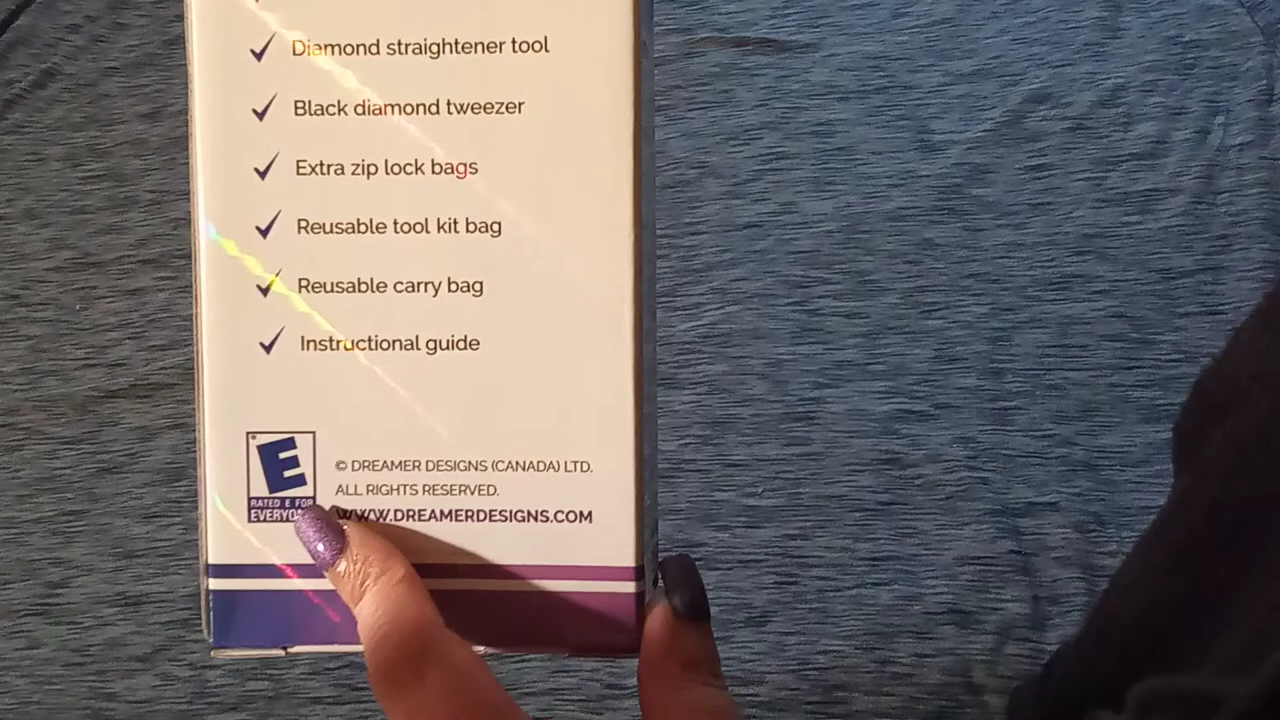 Diamond straightener tool
Black diamond tweezer
Extra zip lock bags
Reusable tool kit bag
Reusable carry bag
Instructional guide
E
RATED E FOR
© DREAMER DESIGNS (CANADA) LTD.
ALL RIGHTS RESERVED.
WWW.DREAMERDESIGNS.COM